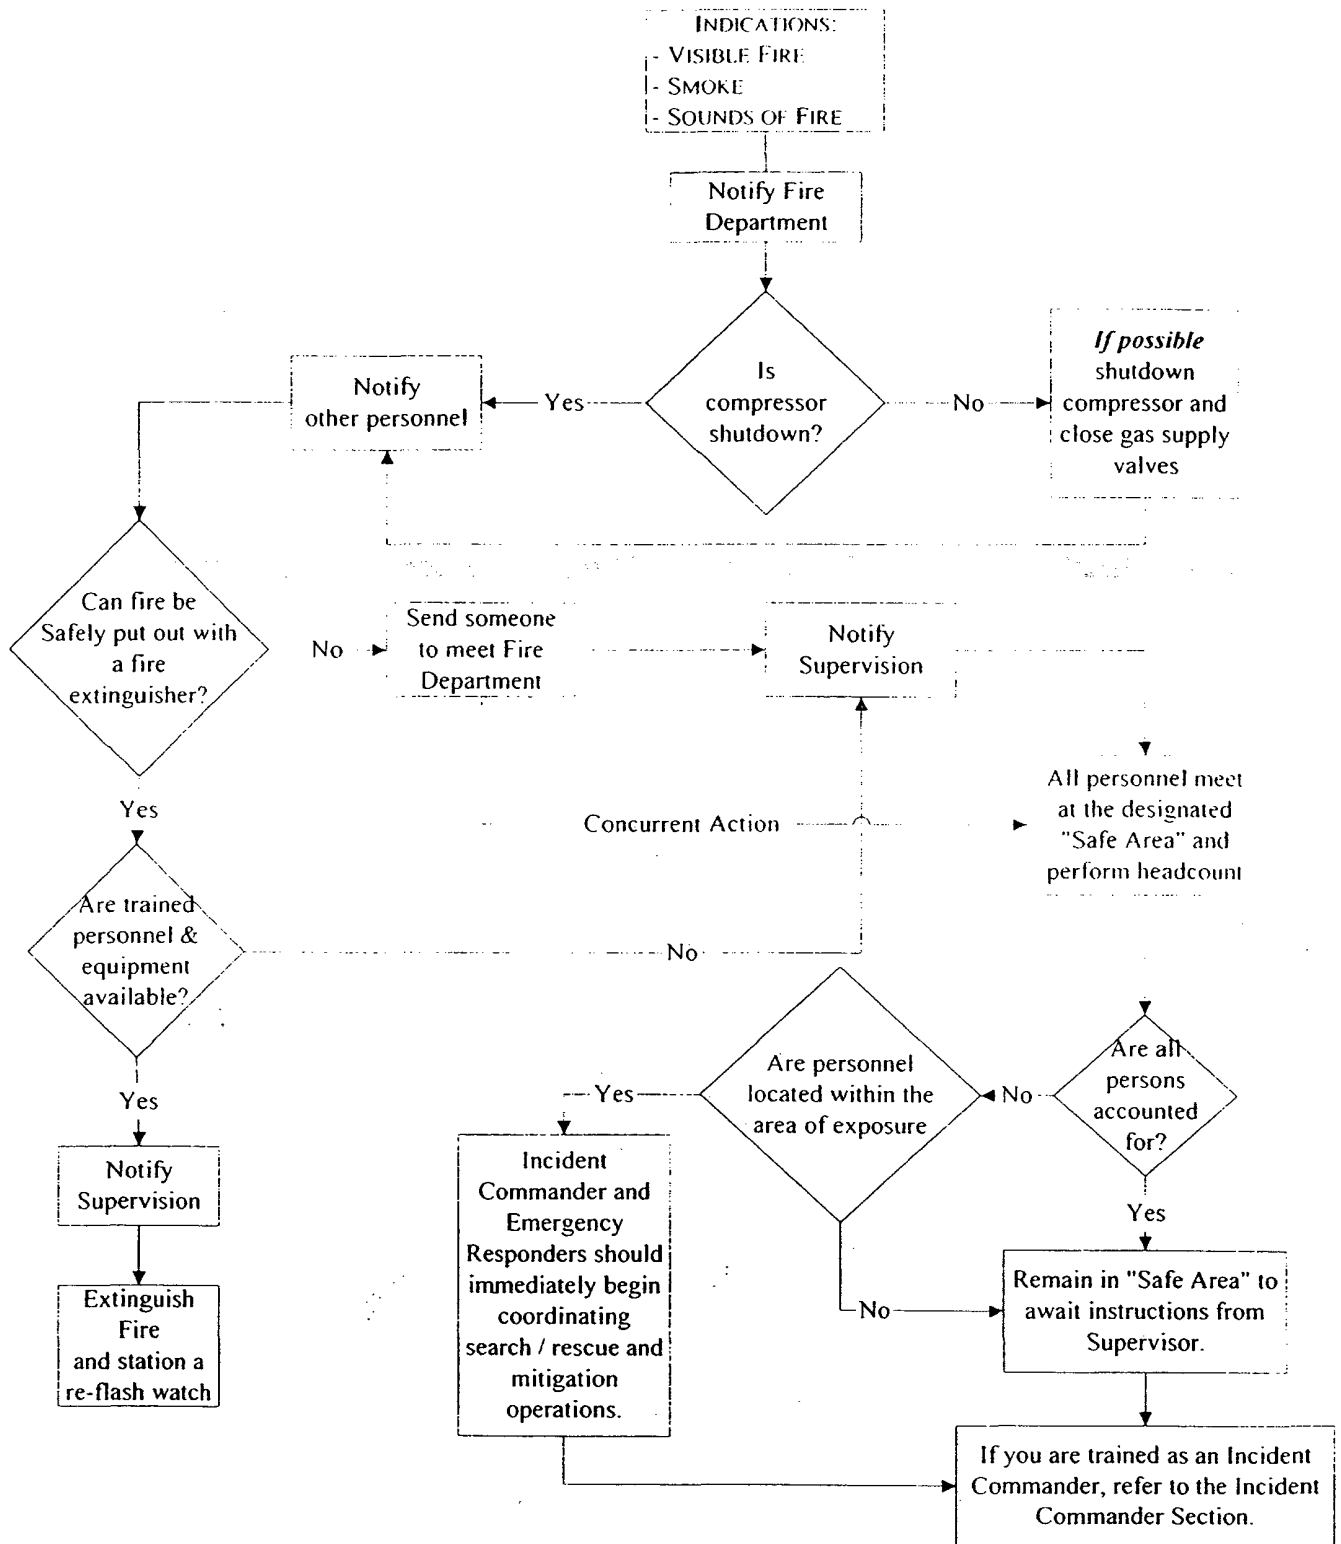 INDICATIONS:
- VISIBLE FIRE
- SMOKE
- SOUNDS OF FIRE
Notify Fire
Department
Is
compressor
shutdown?
Yes
No
Notify
other personnel
If possible
shutdown
compressor and
close gas supply
valves
Can fire be
Safely put out with
a fire
extinguisher?
No
Send someone
to meet Fire
Department
Notify
Supervision
Yes
Concurrent Action
All personnel meet
at the designated
"Safe Area" and
perform headcount
Are trained
personnel &
equipment
available?
No
Yes
Notify
Supervision
Extinguish
Fire
and station a
re-flash watch
Are all
persons
accounted
for?
No
Are personnel
located within the
area of exposure
Yes
Incident
Commander and
Emergency
Responders should
immediately begin
coordinating
search / rescue and
mitigation
operations.
No
Yes
Remain in "Safe Area" to
await instructions from
Supervisor.
If you are trained as an Incident
Commander, refer to the Incident
Commander Section.